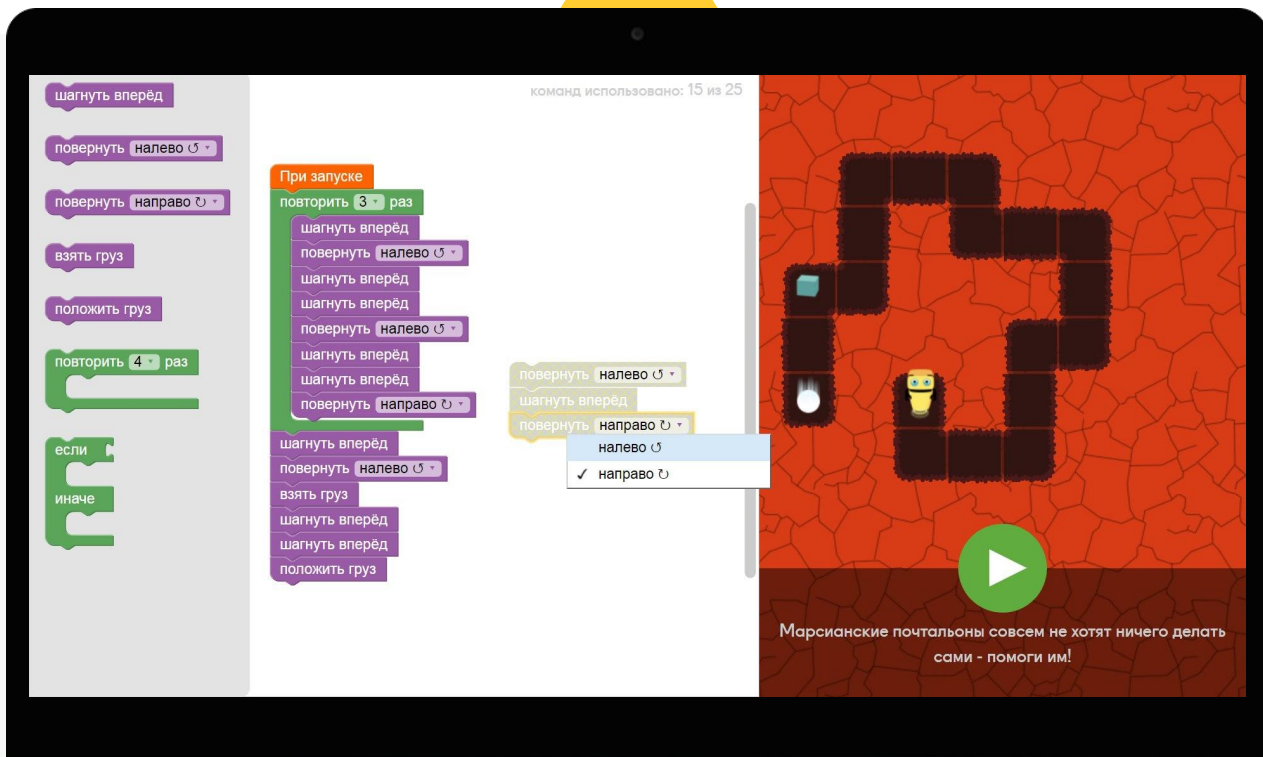 шагнуть вперёд
повернуть налево ↺
повернуть направо ↻
взять груз
положить груз
повторить 4 раз
если
иначе
команд использовано: 15 из 25
При запуске
повторить 3 раз
шагнуть вперёд
повернуть налево ↺
шагнуть вперёд
шагнуть вперёд
повернуть налево ↺
шагнуть вперёд
шагнуть вперёд
повернуть направо ↻
шагнуть вперёд
повернуть налево ↺
взять груз
шагнуть вперёд
шагнуть вперёд
положить груз
повернуть налево ↺
шагнуть вперёд
повернуть направо ↻
налево ↺
✓ направо ↻
Марсианские почтальоны совсем не хотят ничего делать
сами - помоги им!